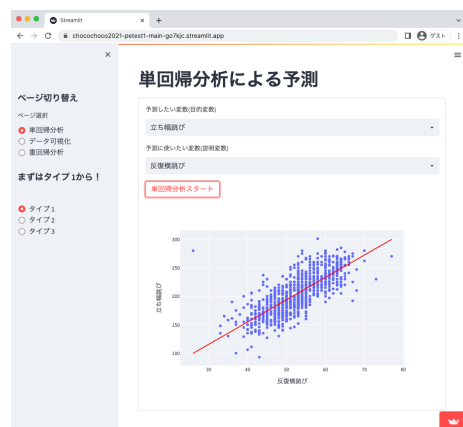 Streamlit
chocochoco2021-petest1-main-go7kjc.streamlit.app
ゲスト
ページ切り替え
ページ選択
単回帰分析
データ可視化
重回帰分析
まずはタイプ 1から！
タイプ1
タイプ2
タイプ3
単回帰分析による予測
予測したい変数(目的変数)
立ち幅跳び
予測に使いたい変数(説明変数)
反復横跳び
単回帰分析スタート
300
250
200
150
100
立ち幅跳び
30 40 50 60 70 80
反復横跳び